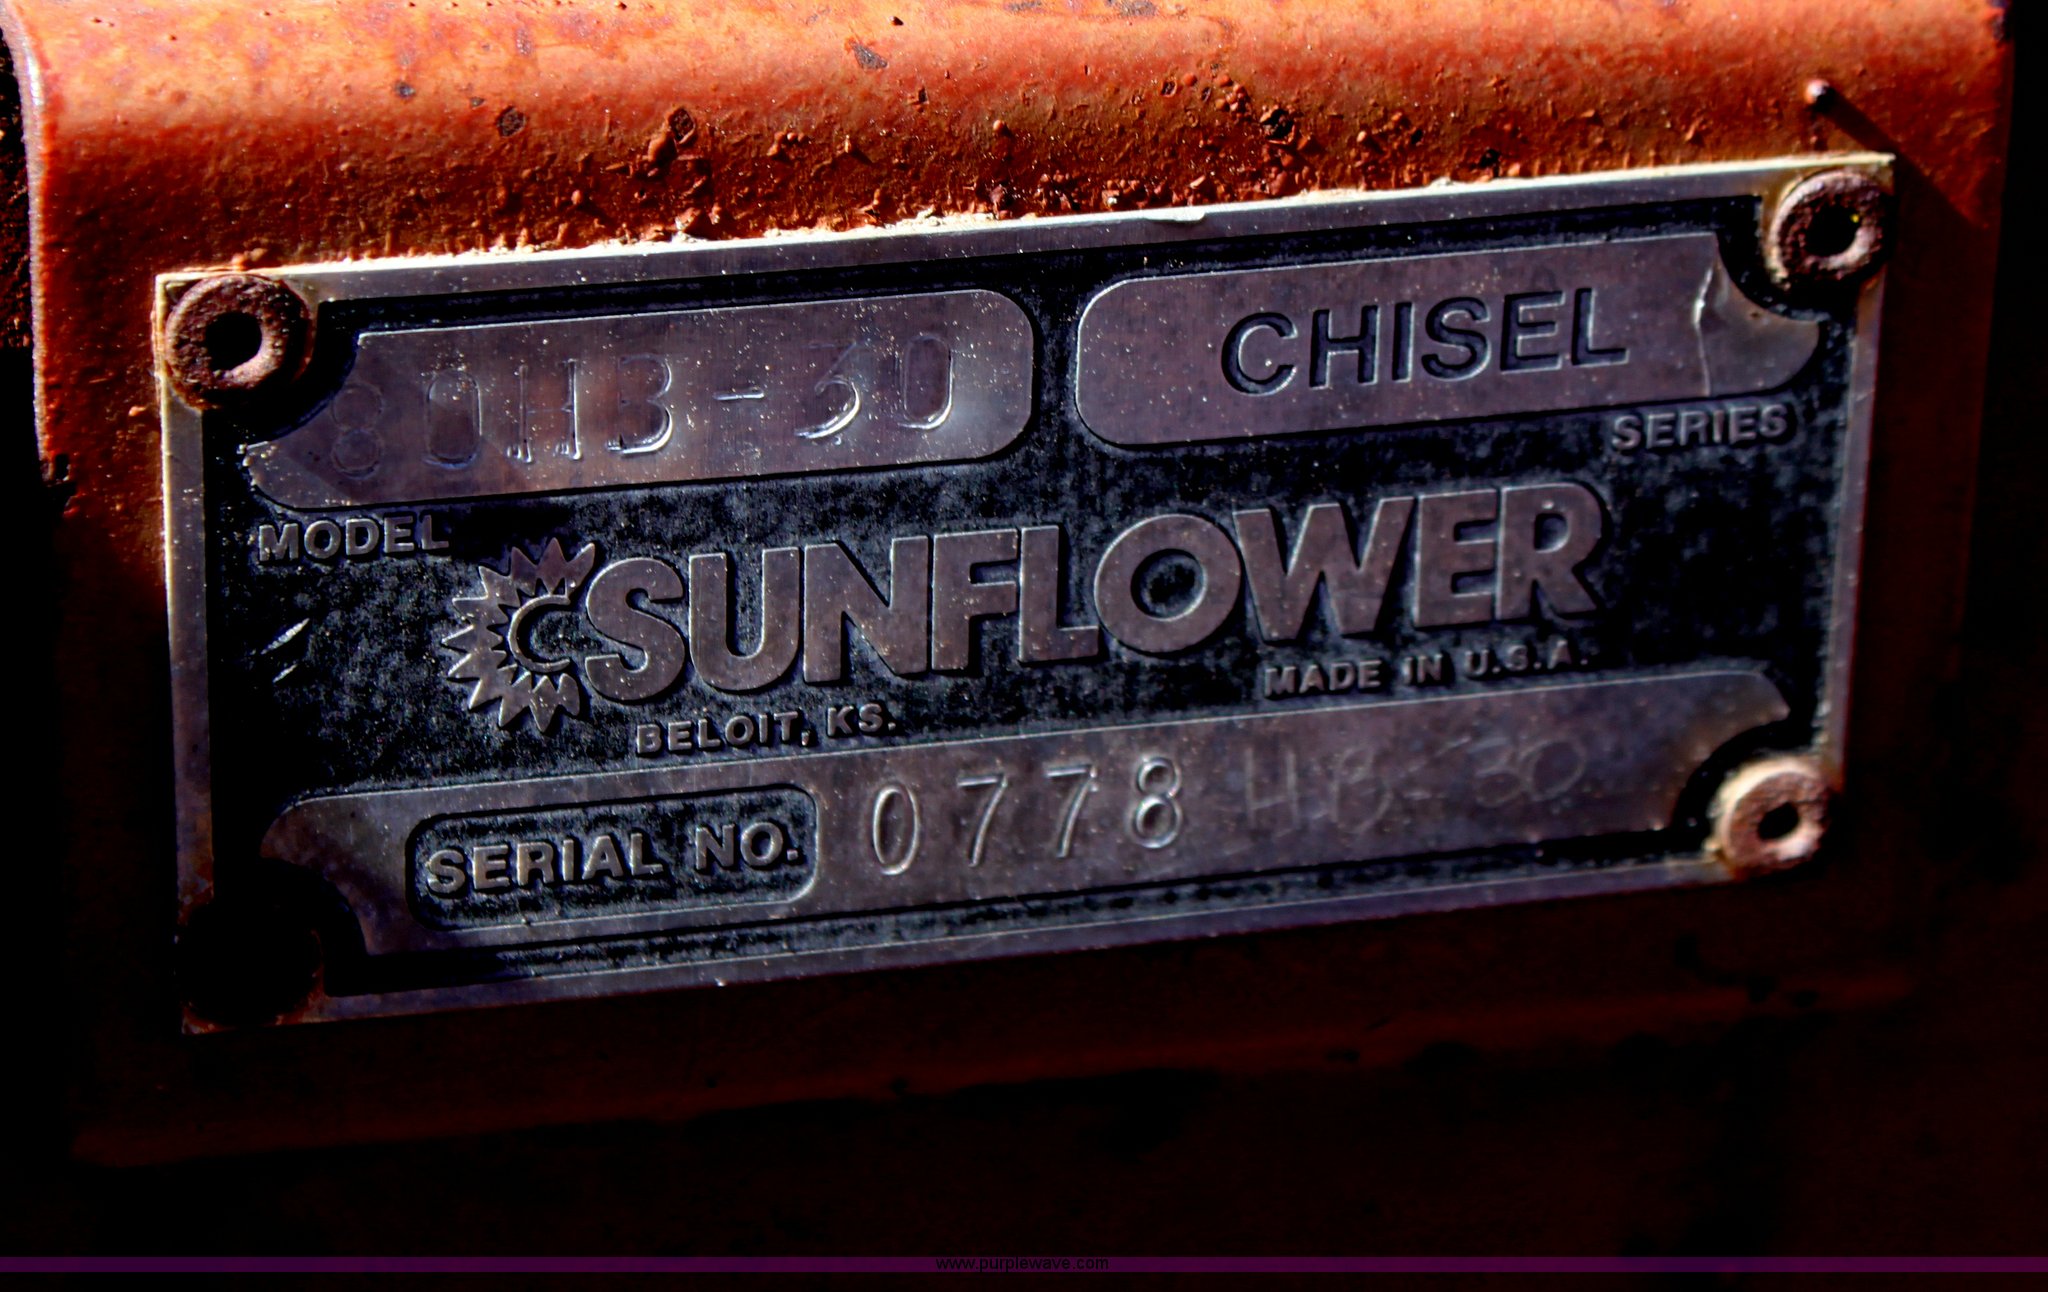 80HB-30
CHISEL
SERIES
MODEL
SUNFLOWER
MADE IN U.S.A.
BELOIT, KS.
SERIAL NO. 0778 HB-30
www.purplewave.com